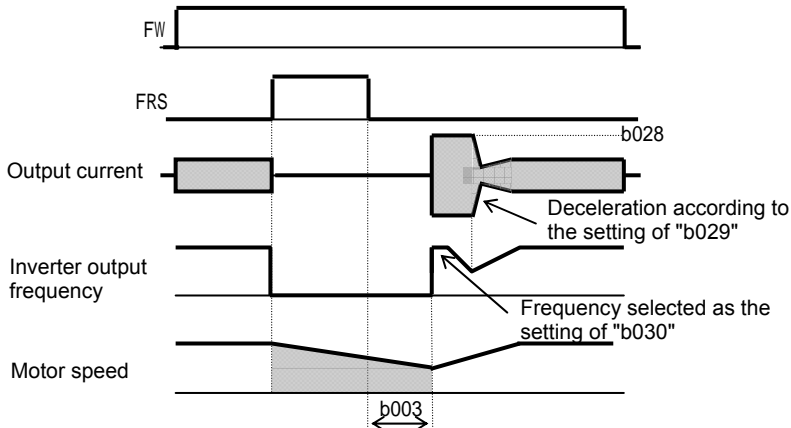 FW
FRS
b028
Output current
Deceleration according to
the setting of "b029"
Inverter output
frequency
Frequency selected as the
setting of "b030"
Motor speed
b003